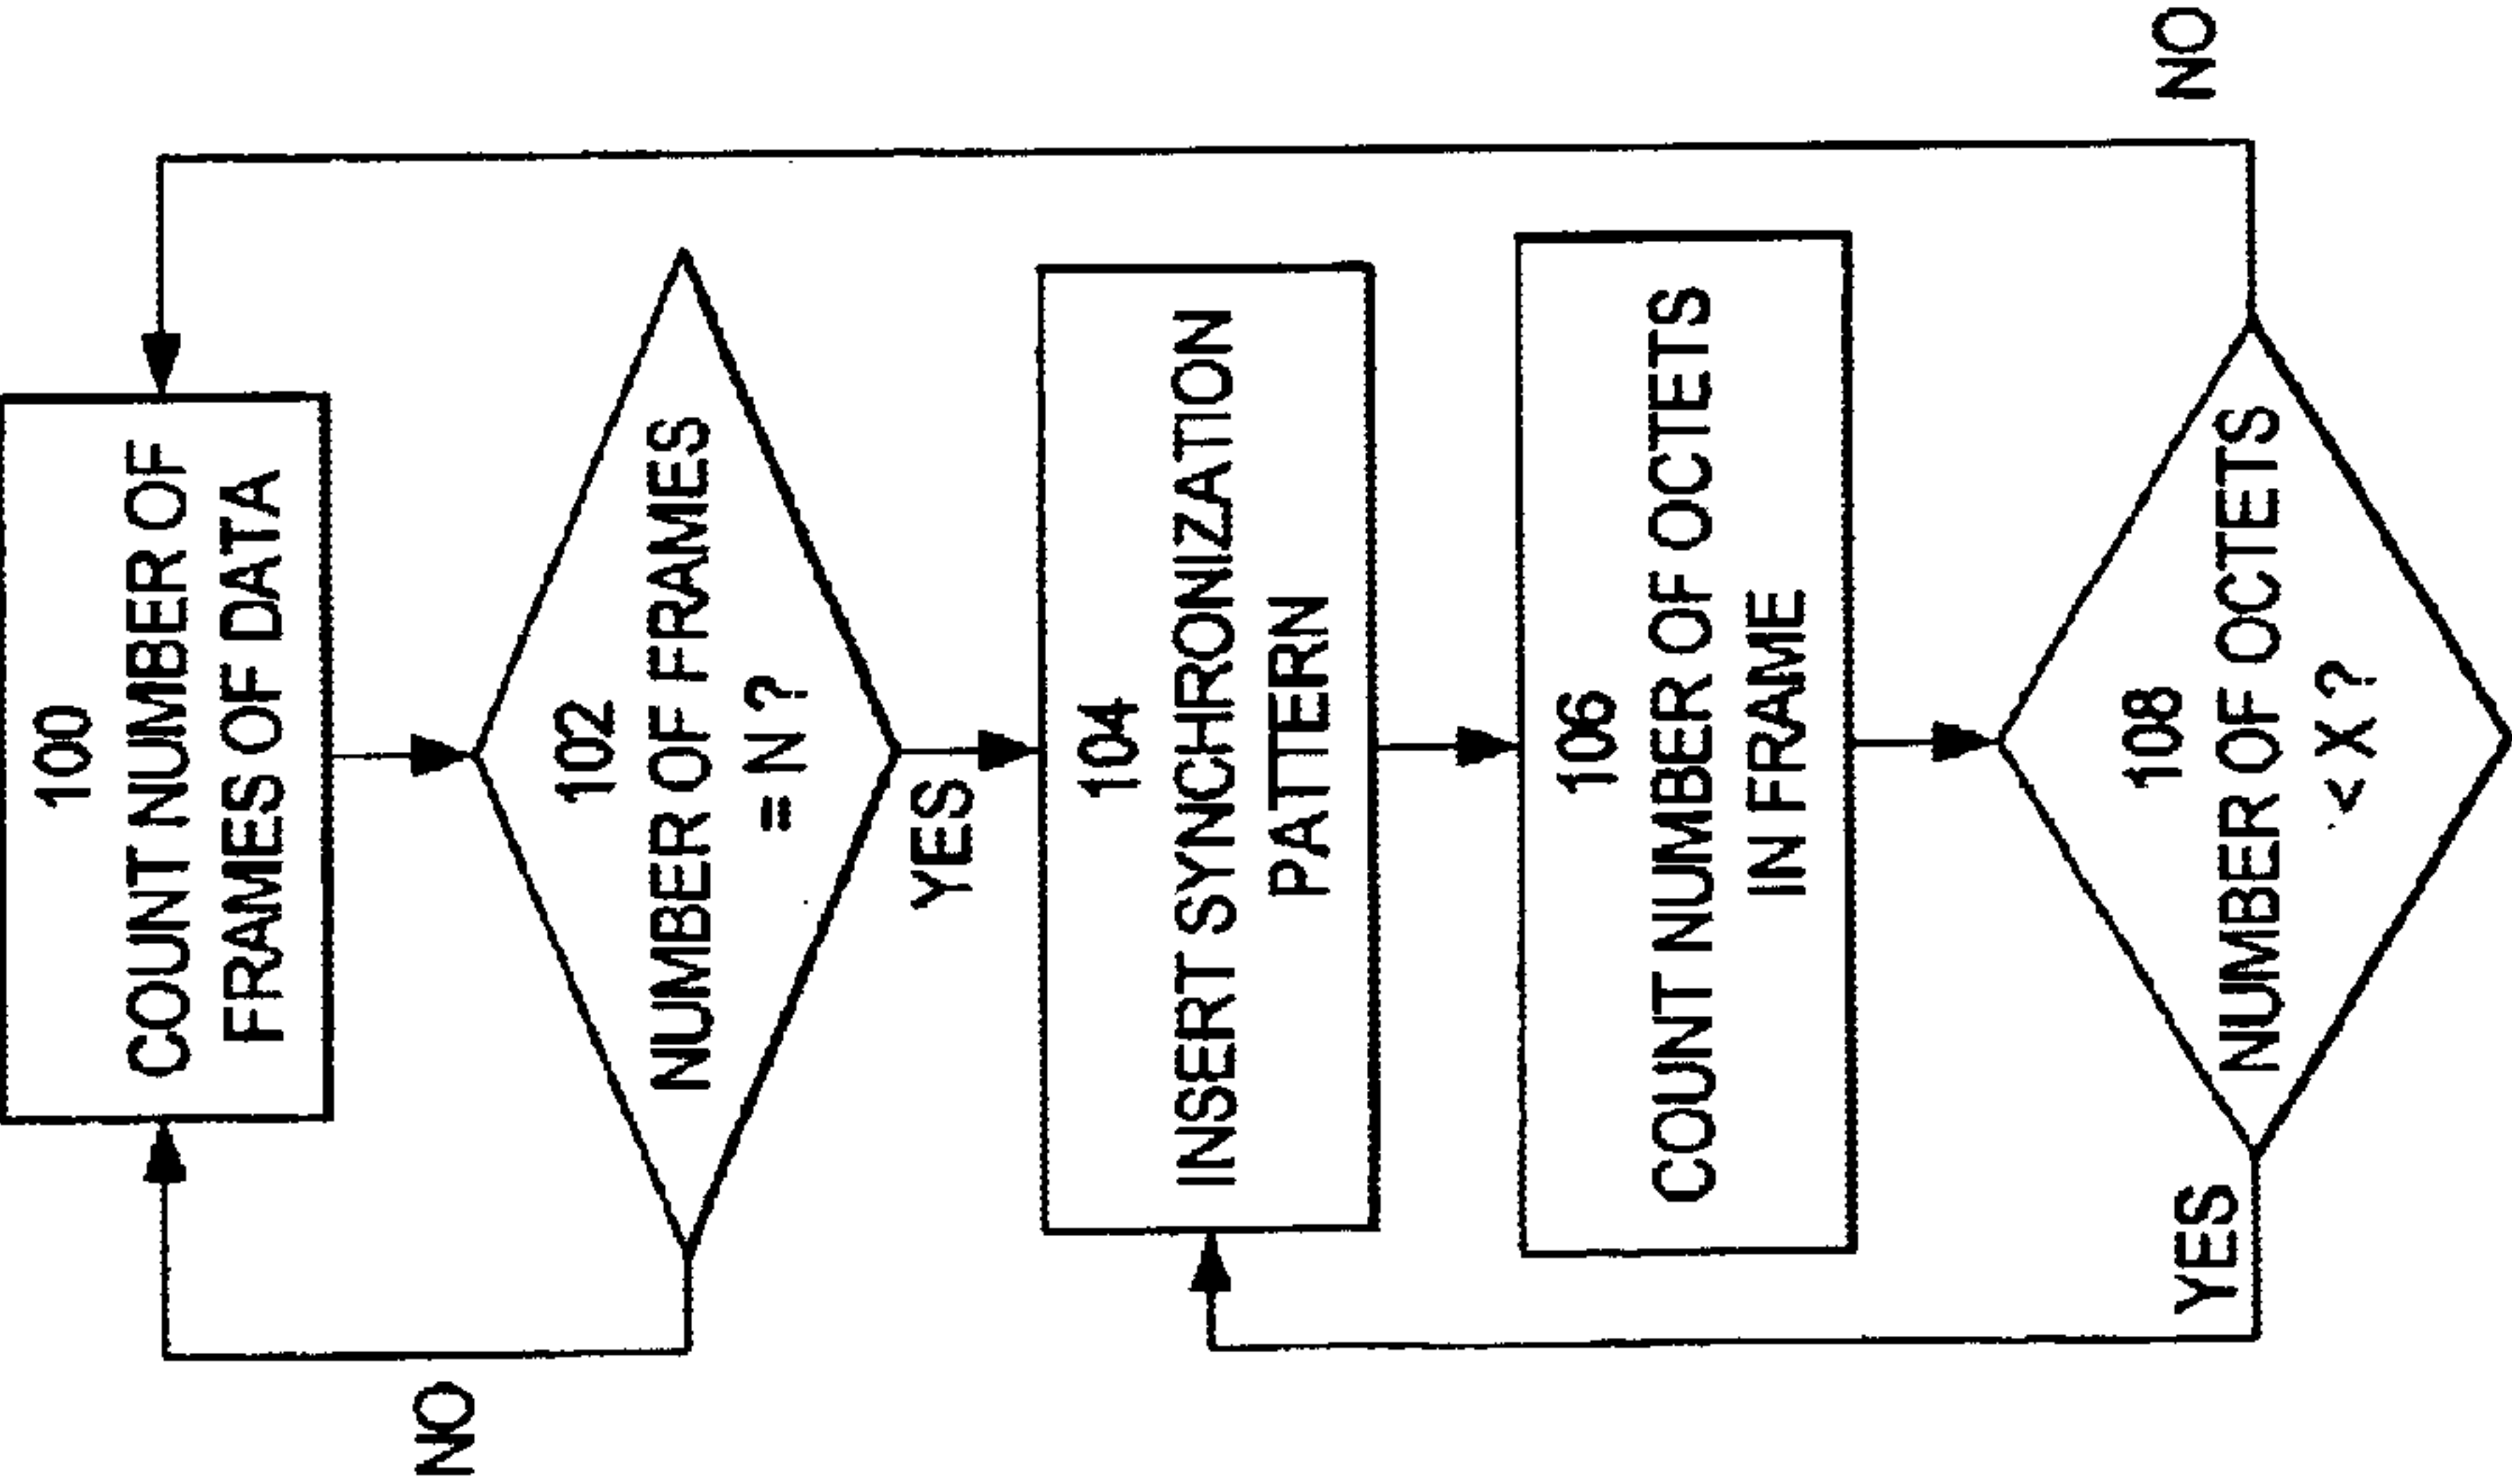 100
COUNT NUMBER OF
FRAMES OF DATA
102
NUMBER OF FRAMES
= N ?
NO
YES
104
INSERT SYNCHRONIZATION
PATTERN
106
COUNT NUMBER OF OCTETS
IN FRAME
108
NUMBER OF OCTETS
< X ?
YES
NO